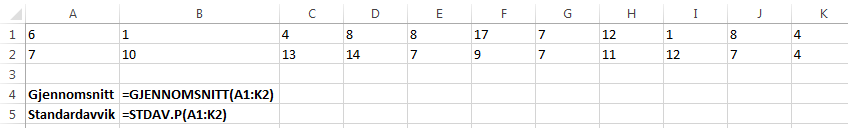 A B C D E F G H I J K
1 6 1 4 8 8 17 7 12 1 8 4
2 7 10 13 14 7 9 7 11 12 7 4
3
4 Gjennomsnitt =GJENNOMSNITT(A1:K2)
5 Standardavvik =STDAV.P(A1:K2)